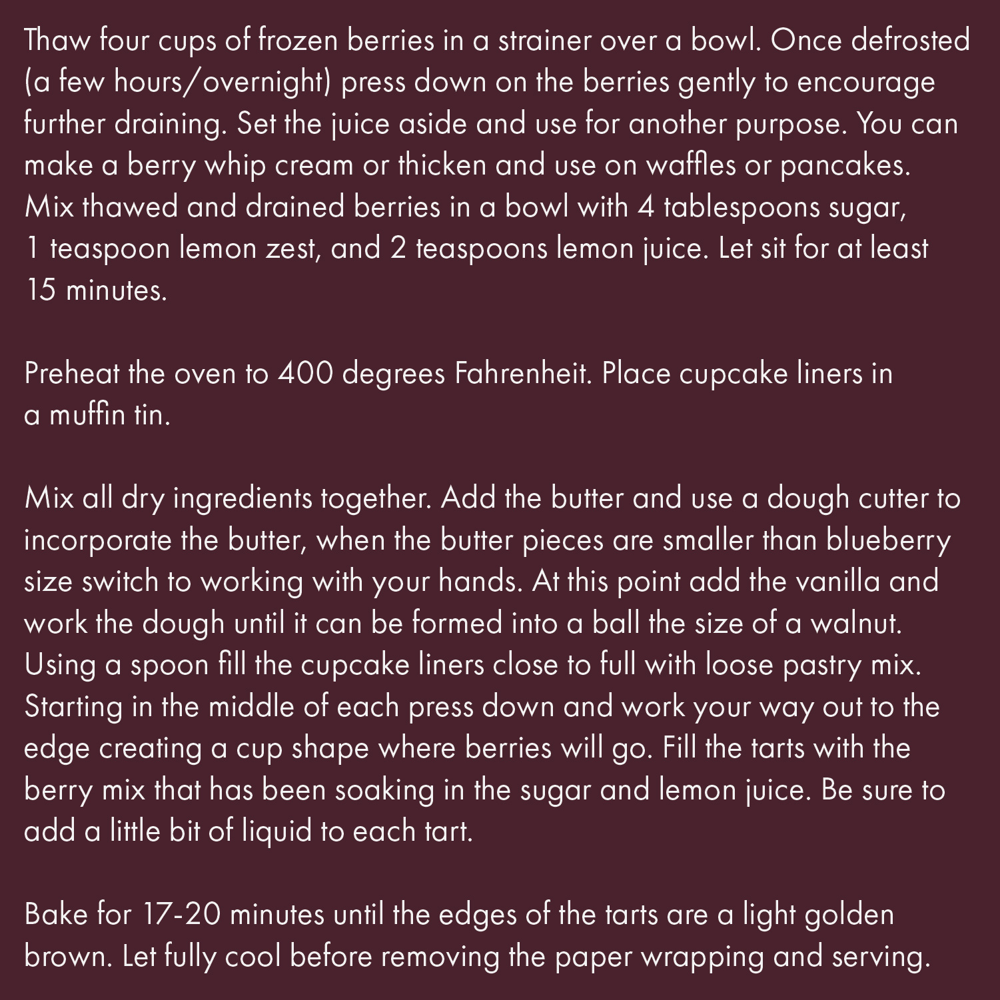 Thaw four cups of frozen berries in a strainer over a bowl. Once defrosted
(a few hours/overnight) press down on the berries gently to encourage
further draining. Set the juice aside and use for another purpose. You can
make a berry whip cream or thicken and use on waffles or pancakes.
Mix thawed and drained berries in a bowl with 4 tablespoons sugar,
1 teaspoon lemon zest, and 2 teaspoons lemon juice. Let sit for at least
15 minutes.
Preheat the oven to 400 degrees Fahrenheit. Place cupcake liners in
a muffin tin.
Mix all dry ingredients together. Add the butter and use a dough cutter to
incorporate the butter, when the butter pieces are smaller than blueberry
size switch to working with your hands. At this point add the vanilla and
work the dough until it can be formed into a ball the size of a walnut.
Using a spoon fill the cupcake liners close to full with loose pastry mix.
Starting in the middle of each press down and work your way out to the
edge creating a cup shape where berries will go. Fill the tarts with the
berry mix that has been soaking in the sugar and lemon juice. Be sure to
add a little bit of liquid to each tart.
Bake for 17-20 minutes until the edges of the tarts are a light golden
brown. Let fully cool before removing the paper wrapping and serving.